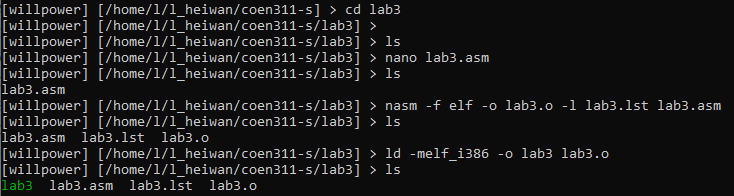 [willpower] [/home/l/l_heiwan/coen311-s] > cd lab3
[willpower] [/home/l/l_heiwan/coen311-s/lab3] >
[willpower] [/home/l/l_heiwan/coen311-s/lab3] > ls
[willpower] [/home/l/l_heiwan/coen311-s/lab3] > nano lab3.asm
[willpower] [/home/l/l_heiwan/coen311-s/lab3] > ls
lab3.asm
[willpower] [/home/l/l_heiwan/coen311-s/lab3] > nasm -f elf -o lab3.o -l lab3.lst lab3.asm
[willpower] [/home/l/l_heiwan/coen311-s/lab3] > ls
lab3.asm  lab3.lst  lab3.o
[willpower] [/home/l/l_heiwan/coen311-s/lab3] > ld -melf_i386 -o lab3 lab3.o
[willpower] [/home/l/l_heiwan/coen311-s/lab3] > ls
lab3  lab3.asm  lab3.lst  lab3.o